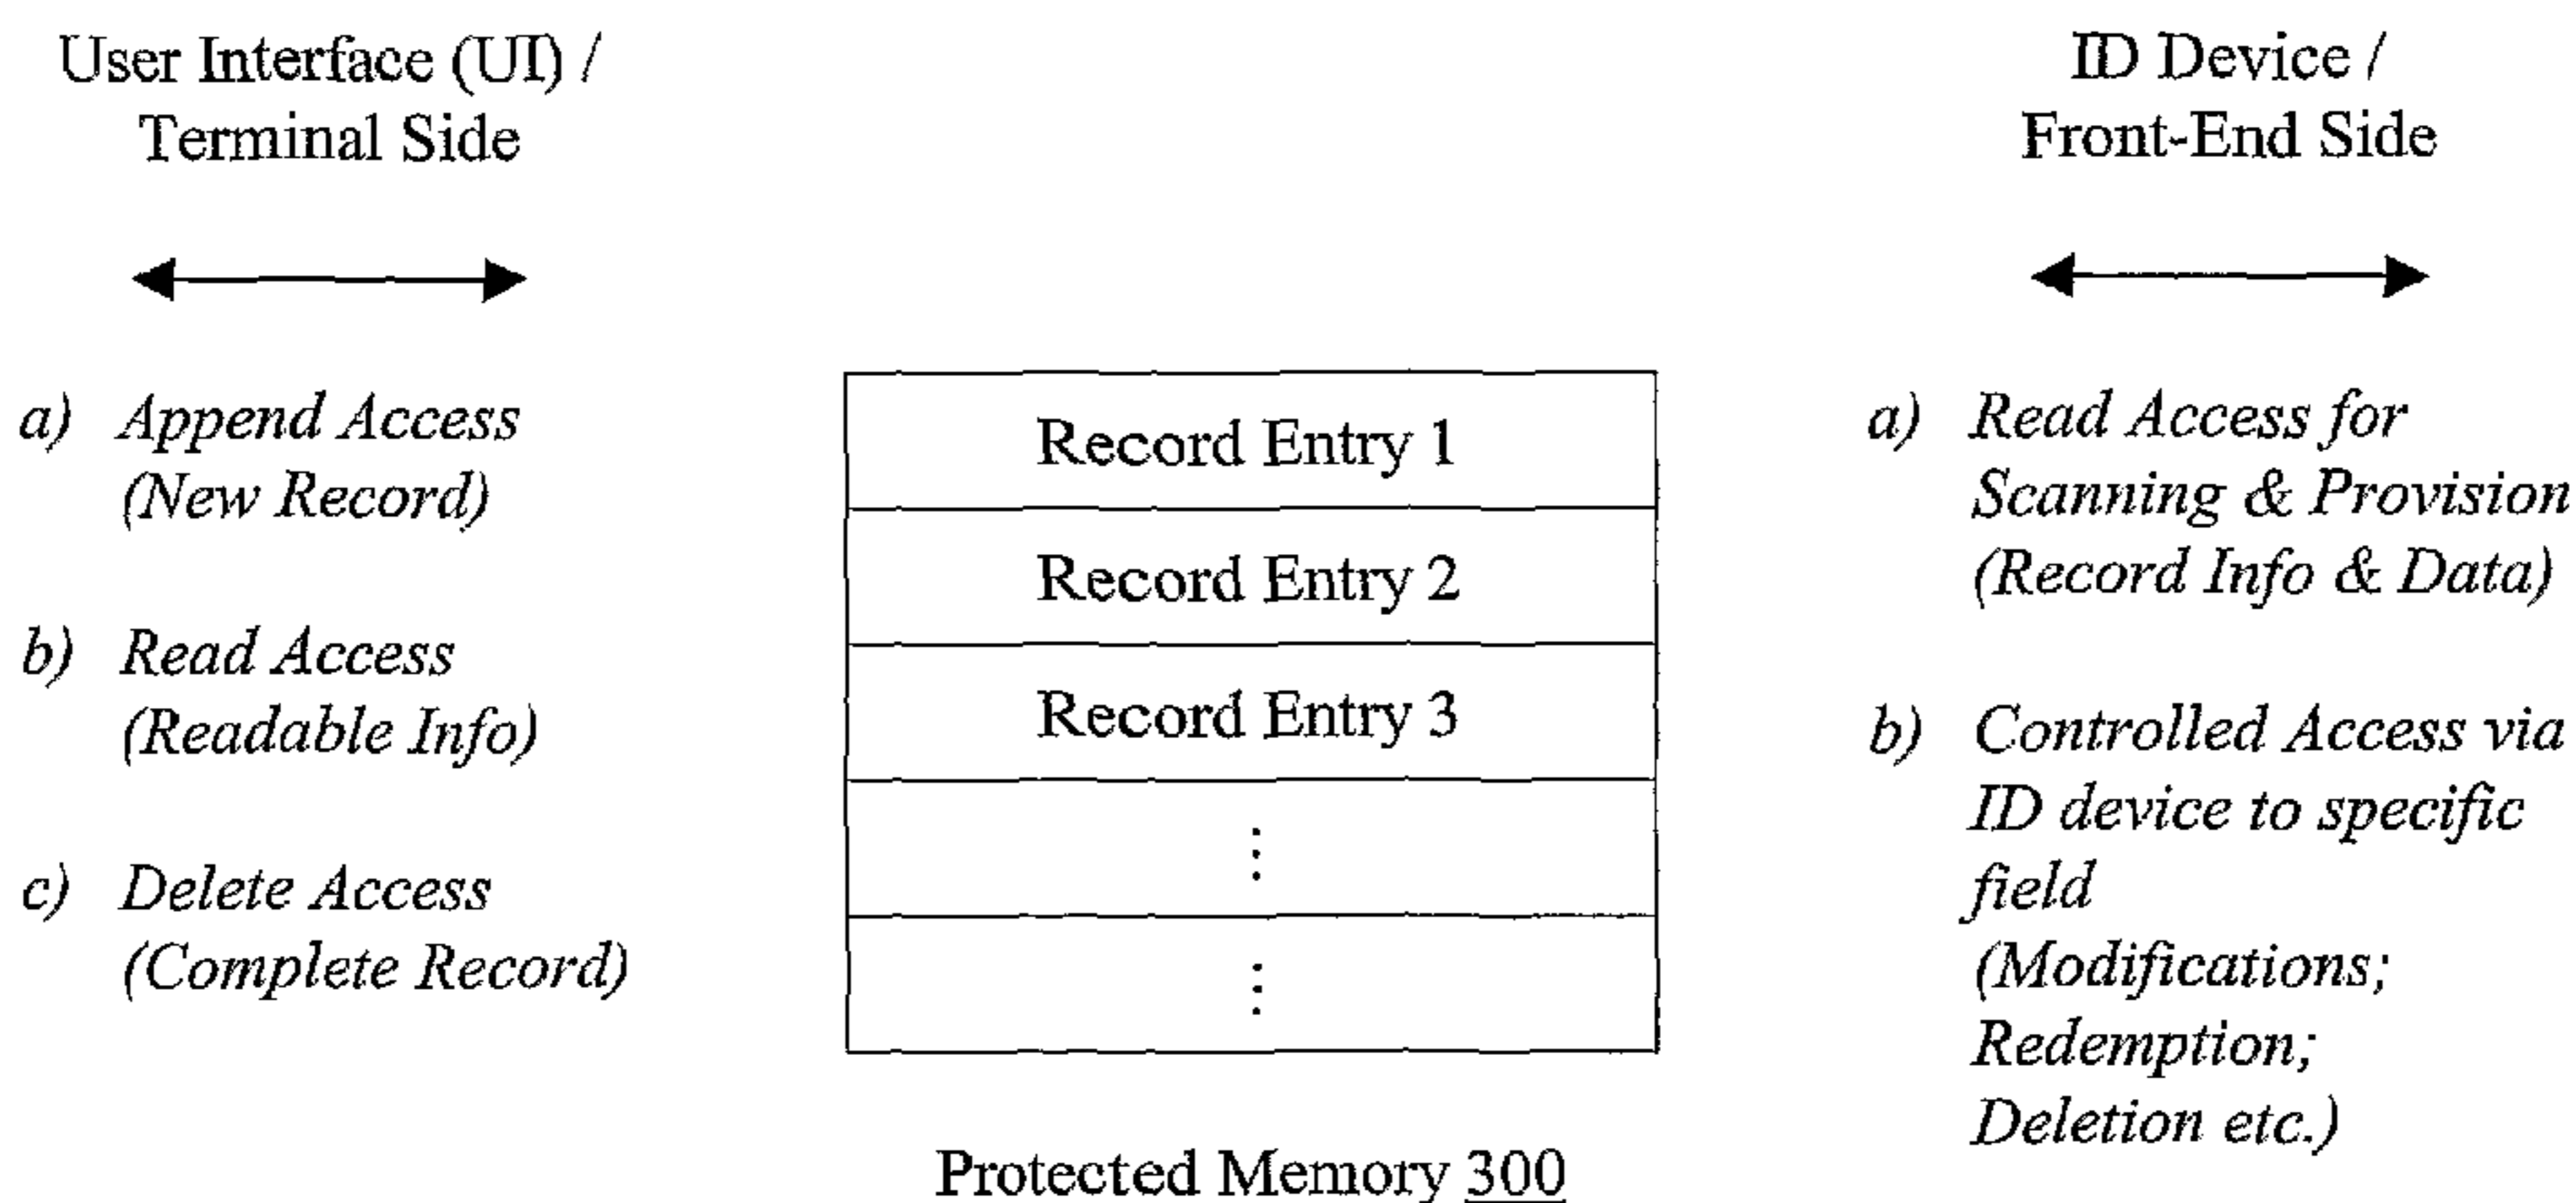 User Interface (UI) /
Terminal Side
a) Append Access
(New Record)
b) Read Access
(Readable Info)
c) Delete Access
(Complete Record)
Record Entry 1
Record Entry 2
Record Entry 3
⋮
⋮
Protected Memory 300
ID Device /
Front-End Side
a) Read Access for
Scanning & Provision
(Record Info & Data)
b) Controlled Access via
ID device to specific
field
(Modifications;
Redemption;
Deletion etc.)